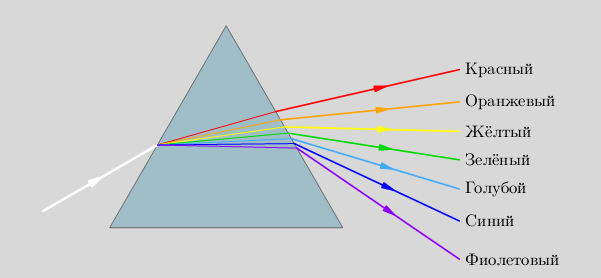 Красный
Оранжевый
Жёлтый
Зелёный
Голубой
Синий
Фиолетовый